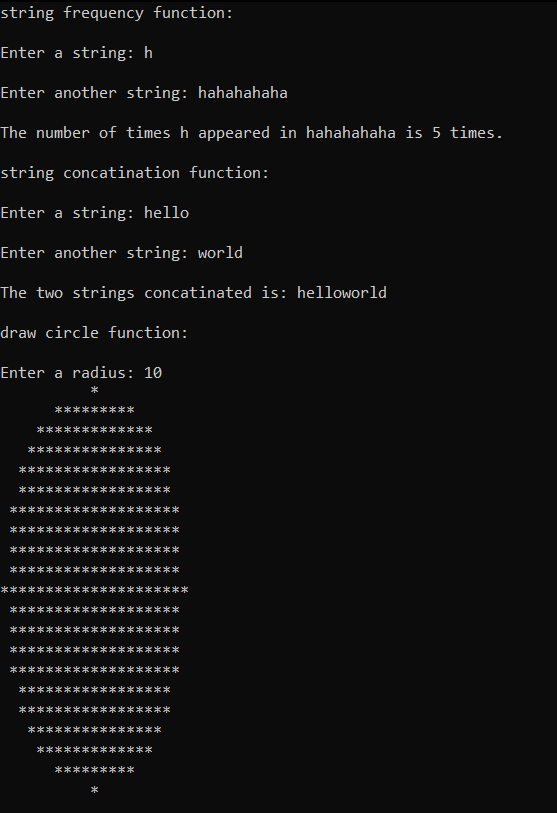 string frequency function:
Enter a string: h
Enter another string: hahahahaha
The number of times h appeared in hahahahaha is 5 times.
string concatination function:
Enter a string: hello
Enter another string: world
The two strings concatinated is: helloworld
draw circle function:
Enter a radius: 10
          *
      *********
    *************
   ***************
  *****************
  *****************
 *******************
 *******************
 *******************
 *******************
*********************
 *******************
 *******************
 *******************
 *******************
  *****************
  *****************
   ***************
    *************
      *********
          *